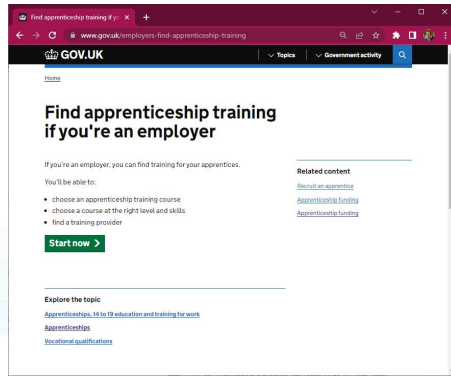 Find apprenticeship training if yo
www.gov.uk/employers-find-apprenticeship-training
GOV.UK
Topics
Government activity
Home
Find apprenticeship training
if you're an employer
If you're an employer, you can find training for your apprentices.
You'll be able to:
• choose an apprenticeship training course
• choose a course at the right level and skills
• find a training provider
Start now
Related content
Recruit an apprentice
Apprenticeship funding
Apprenticeship funding
Explore the topic
Apprenticeships, 14 to 19 education and training for work
Apprenticeships
Vocational qualifications